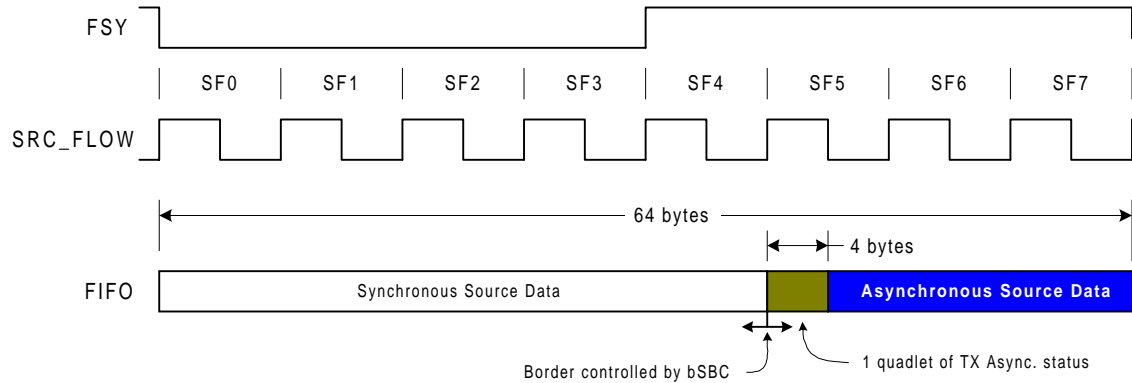 FSY
SF0 SF1 SF2 SF3 SF4 SF5 SF6 SF7
SRC_FLOW
64 bytes
4 bytes
FIFO
Synchronous Source Data
Asynchronous Source Data
Border controlled by bSBC
1 quadlet of TX Async. status